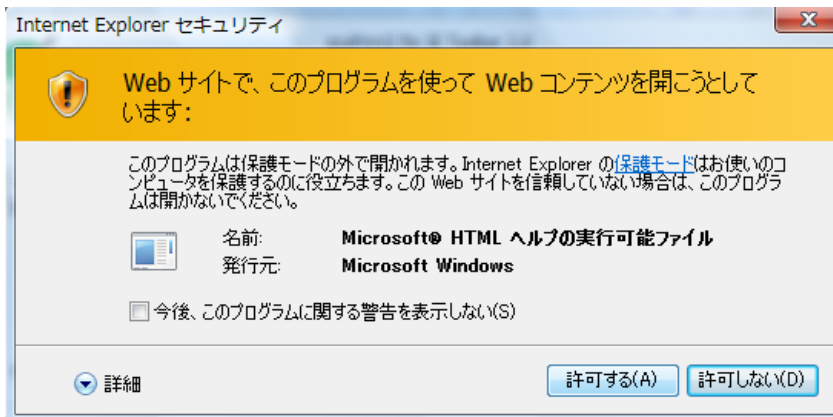 Internet Explorer セキュリティ
Web サイトで、このプログラムを使って Web コンテンツを開こうとして
います:
このプログラムは保護モードの外で開かれます。Internet Explorer の保護モードはお使いのコ
ンピュータを保護するのに役立ちます。この Web サイトを信頼していない場合は、このプログラ
ムは開かないでください。
名前: Microsoft® HTML ヘルプの実行可能ファイル
発行元: Microsoft Windows
今後、このプログラムに関する警告を表示しない(S)
詳細 許可する(A) 許可しない(D)